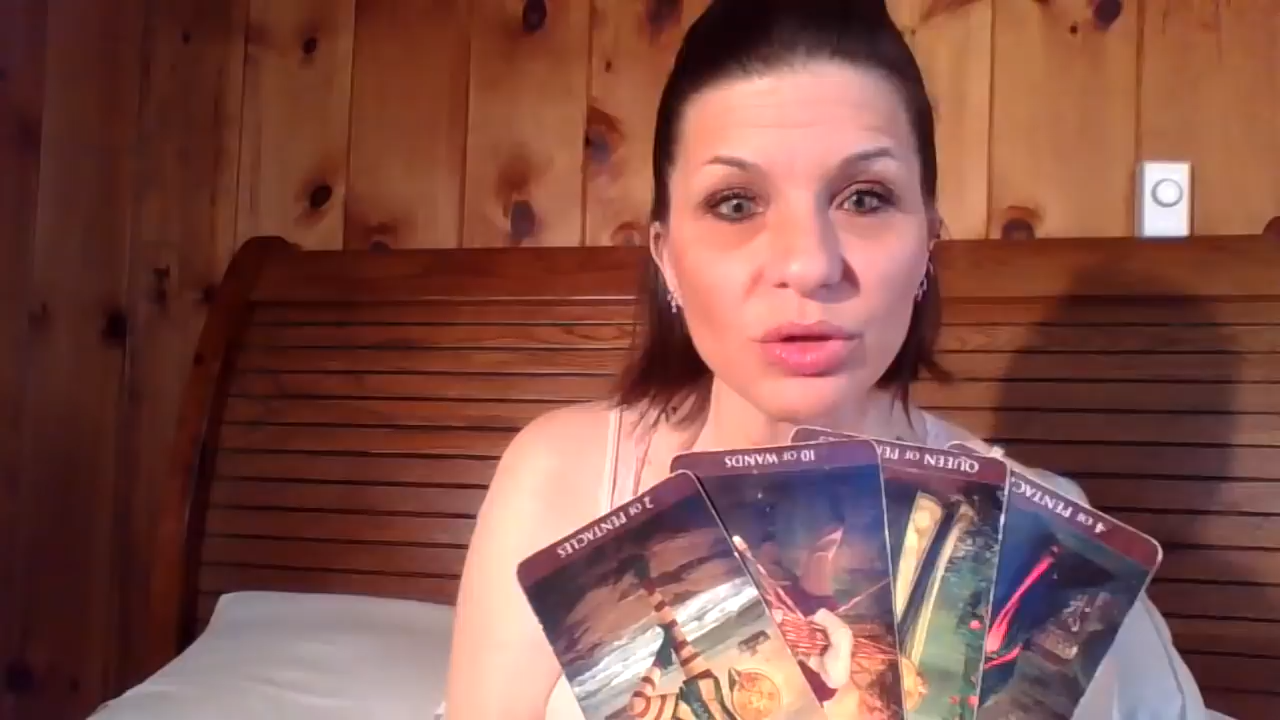 2 OF PENTACLES
10 OF WANDS
QUEEN OF PE
4 OF PENTAC